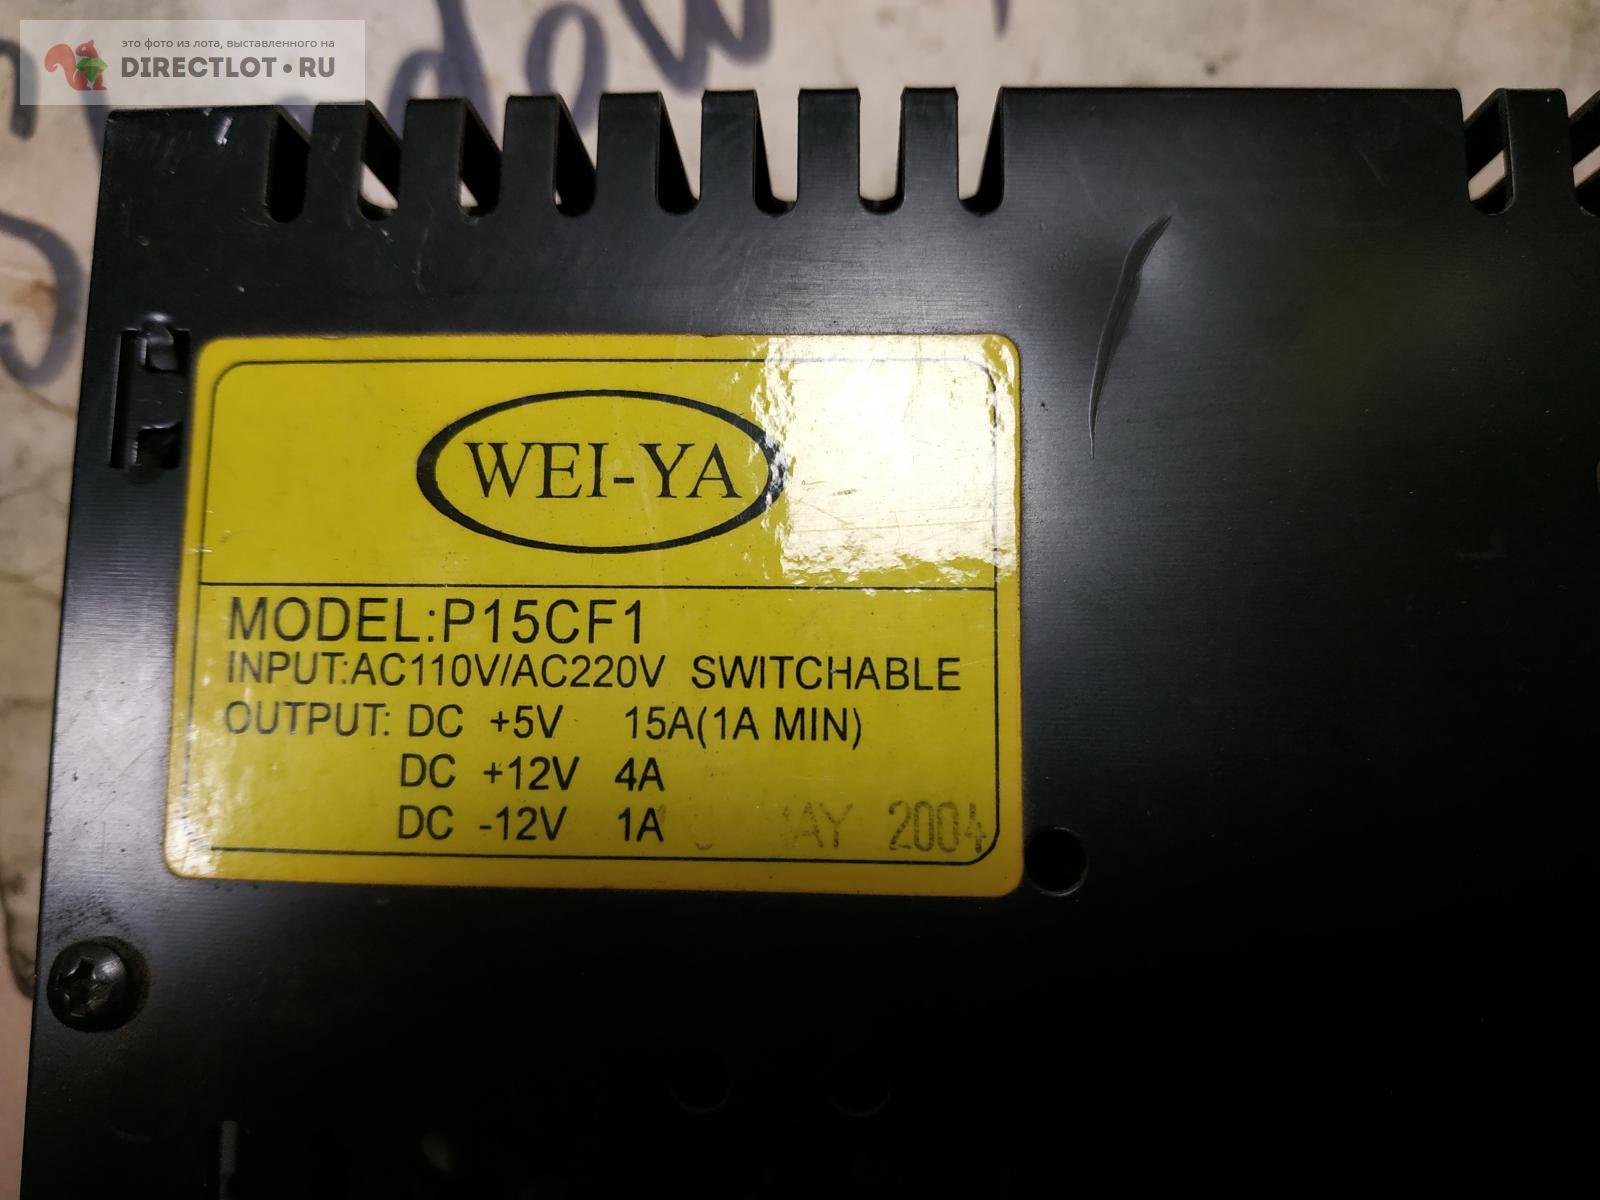 это фото из лота, выставленного на
DIRECTLOT•RU
WEI-YA
MODEL:P15CF1
INPUT:AC110V/AC220V SWITCHABLE
OUTPUT: DC +5V 15A(1A MIN)
DC +12V 4A
DC -12V 1A
MAY 2004